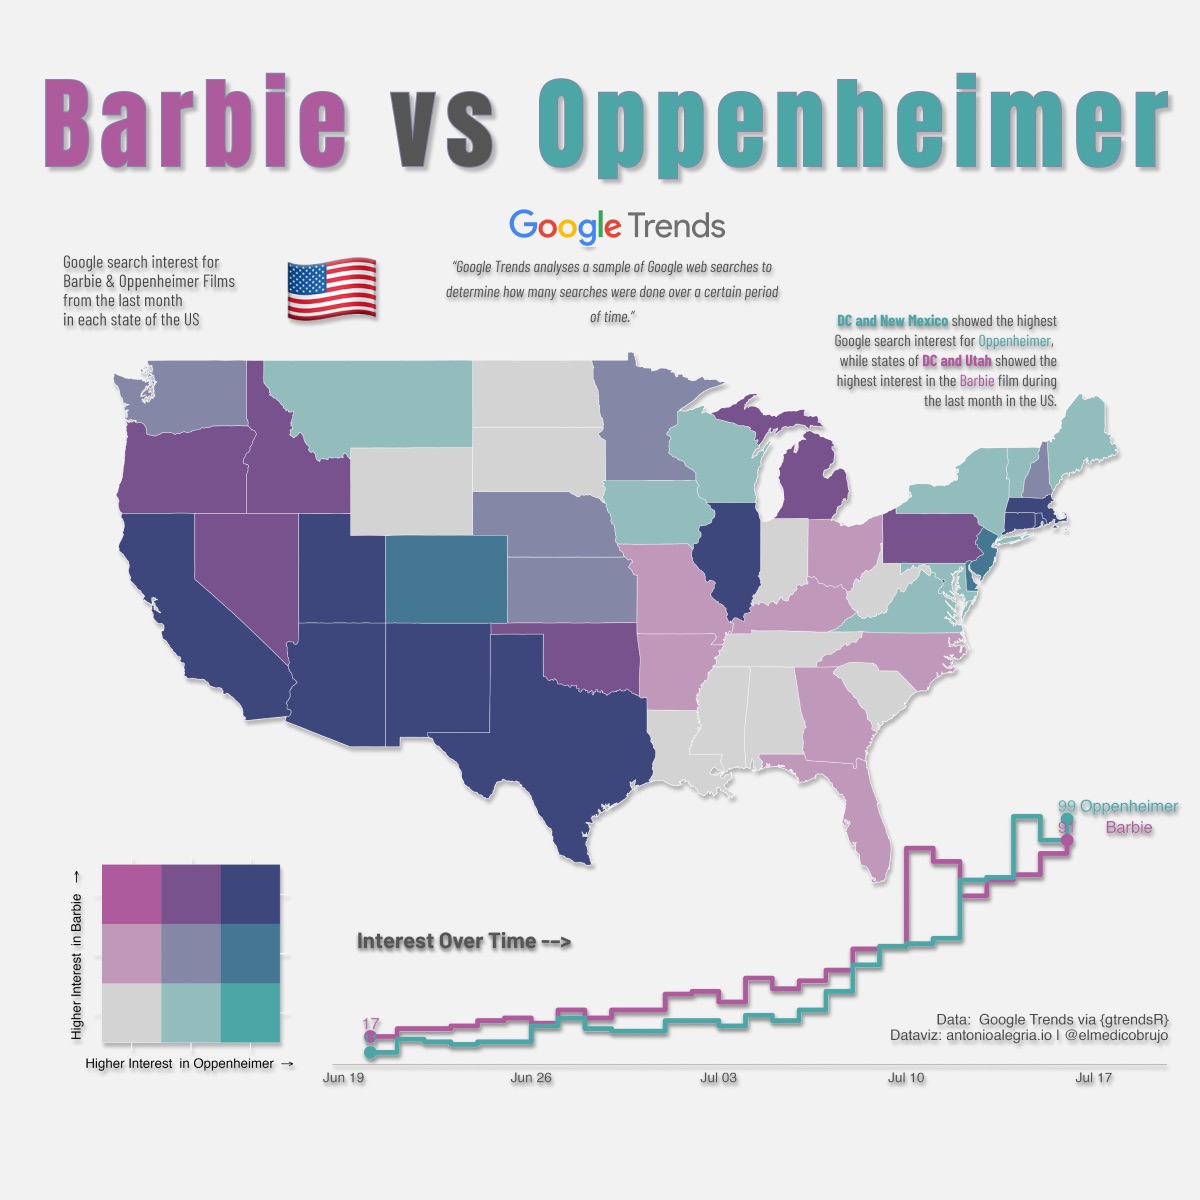 Barbie vs Oppenheimer
Google Trends
Google search interest for
Barbie & Oppenheimer Films
from the last month
in each state of the US
“Google Trends analyses a sample of Google web searches to
determine how many searches were done over a certain period
of time.”
DC and New Mexico showed the highest
Google search interest for Oppenheimer,
while states of DC and Utah showed the
highest interest in the Barbie film during
the last month in the US.
99 Oppenheimer
91 Barbie
Higher Interest in Barbie →
Higher Interest in Oppenheimer →
Interest Over Time -->
17
Data: Google Trends via {gtrendsR}
Dataviz: antonioalegria.io | @elmedicobrujo
Jun 19
Jun 26
Jul 03
Jul 10
Jul 17